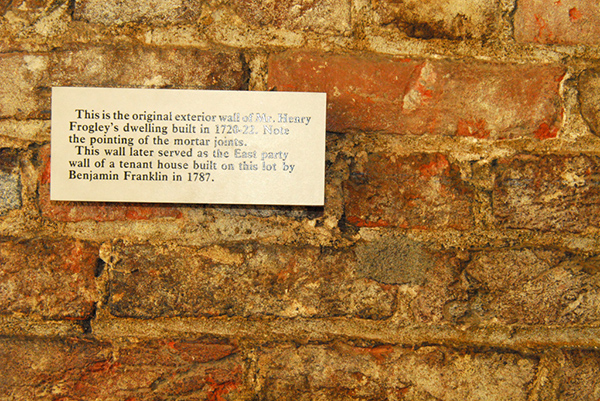 This is the original exterior wall of Mr. Henry
Frogley's dwelling built in 1720-22. Note
the pointing of the mortar joints.
This wall later served as the East party
wall of a tenant house built on this lot by
Benjamin Franklin in 1787.